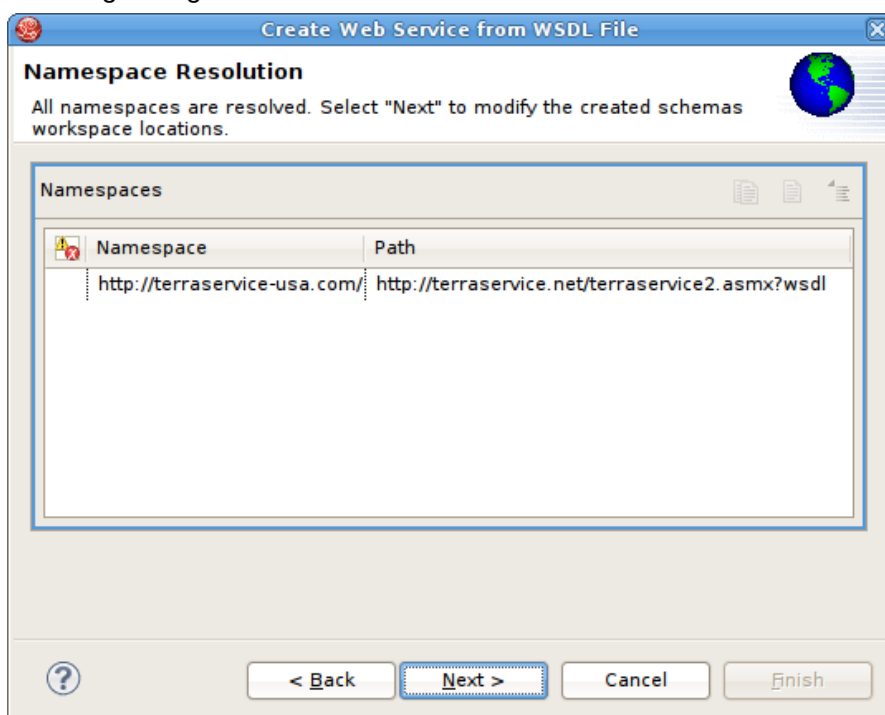 Create Web Service from WSDL File
Namespace Resolution
All namespaces are resolved. Select "Next" to modify the created schemas
workspace locations.
Namespaces
Namespace Path
http://terraservice-usa.com/ http://terraservice.net/terraservice2.asmx?wsdl
< Back Next > Cancel Finish